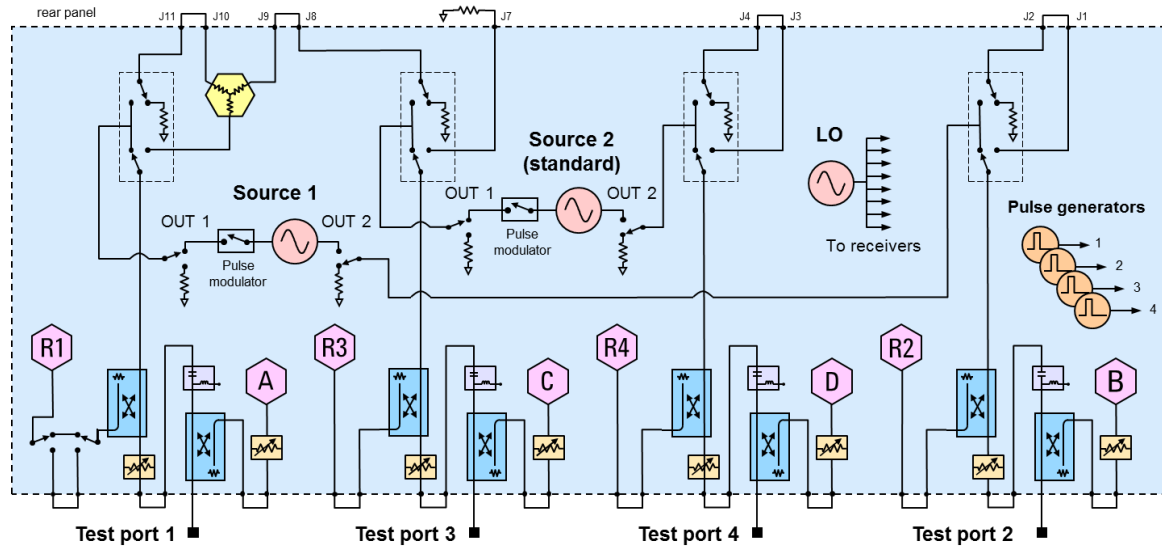 rear panel
J11 J10 J9 J8 J7 J4 J3 J2 J1
Source 1
OUT 1
OUT 2
Pulse
modulator
Source 2
(standard)
OUT 1
OUT 2
Pulse
modulator
LO
To receivers
Pulse generators
1
2
3
4
R1 A R3 C R4 D R2 B
Test port 1 Test port 3 Test port 4 Test port 2